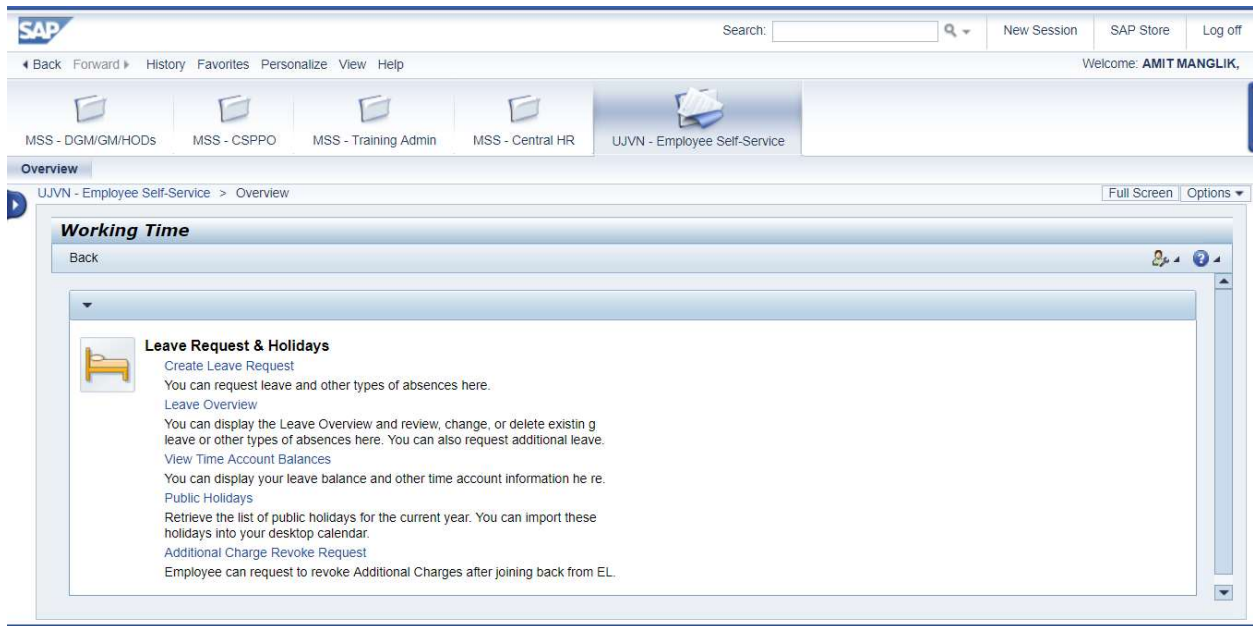 SAP
Search:
New Session
SAP Store
Log off
Back Forward History Favorites Personalize View Help
Welcome: AMIT MANGLIK,
MSS - DGM/GM/HODs
MSS - CSPPO
MSS - Training Admin
MSS - Central HR
UJVN - Employee Self-Service
Overview
UJVN - Employee Self-Service > Overview
Full Screen
Options
Working Time
Back
Leave Request & Holidays
Create Leave Request
You can request leave and other types of absences here.
Leave Overview
You can display the Leave Overview and review, change, or delete existin g
leave or other types of absences here. You can also request additional leave.
View Time Account Balances
You can display your leave balance and other time account information he re.
Public Holidays
Retrieve the list of public holidays for the current year. You can import these
holidays into your desktop calendar.
Additional Charge Revoke Request
Employee can request to revoke Additional Charges after joining back from EL.